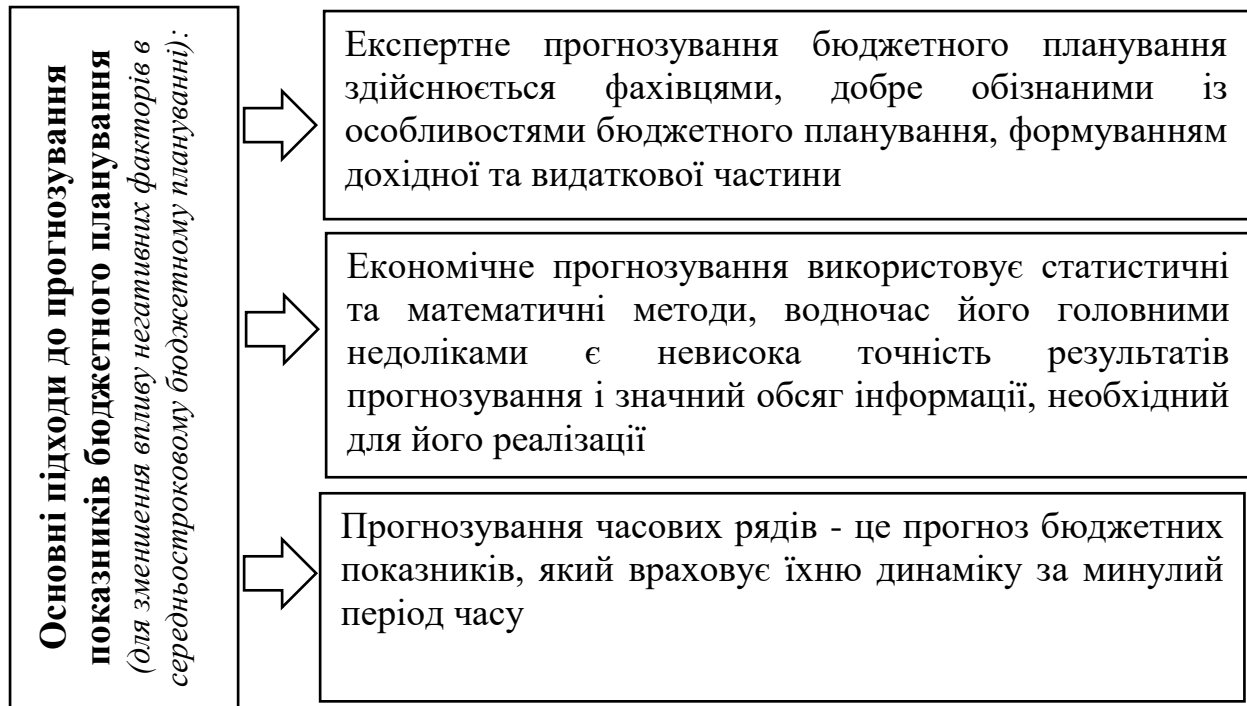 Основні підходи до прогнозування
показників бюджетного планування
(для зменшення впливу негативних факторів в
середньостроковому бюджетному плануванні):
Експертне прогнозування бюджетного планування
здійснюється фахівцями, добре обізнаними із
особливостями бюджетного планування, формуванням
дохідної та видаткової частини
Економічне прогнозування використовує статистичні
та математичні методи, водночас його головними
недоліками є невисока точність результатів
прогнозування і значний обсяг інформації, необхідний
для його реалізації
Прогнозування часових рядів - це прогноз бюджетних
показників, який враховує їхню динаміку за минулий
період часу